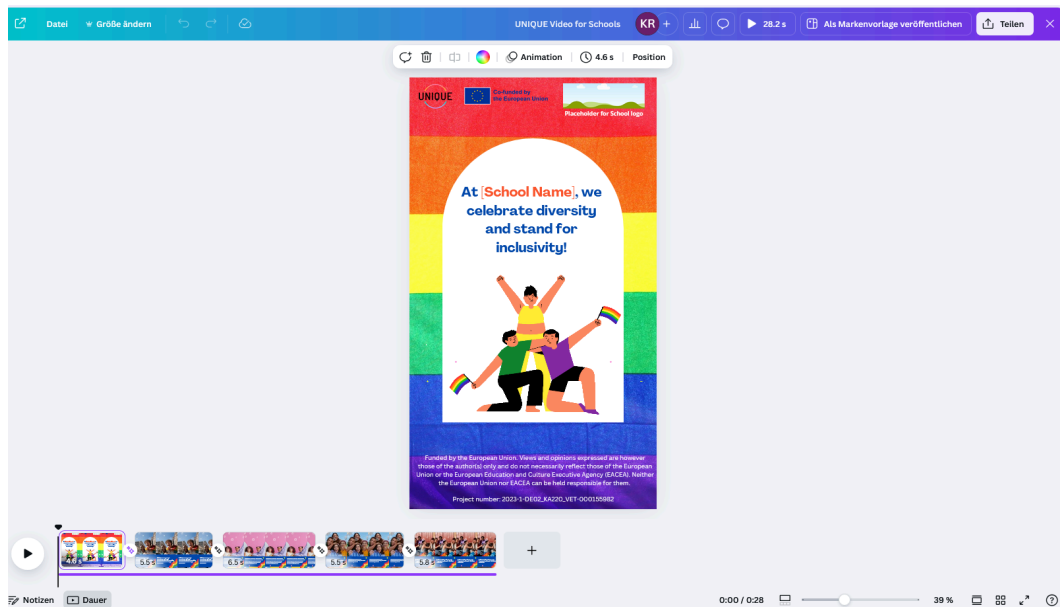 Datei
Größe ändern
UNIQUE Video for Schools
KR
+
28.2 s
Als Markenvorlage veröffentlichen
Teilen
Animation
4.6 s
Position
UNIQUE
Co-funded by
the European Union
Placeholder for School logo
At [School Name], we
celebrate diversity
and stand for
inclusivity!
Funded by the European Union. Views and opinions expressed are however
those of the author(s) only and do not necessarily reflect those of the European
Union or the European Education and Culture Executive Agency (EACEA). Neither
the European Union nor EACEA can be held responsible for them.
Project number: 2023-1-DE02_KA220_VET-000155982
4.6 s
5.5 s
6.5 s
5.5 s
5.8 s
+
Notizen
Dauer
0:00 / 0:28
39 %